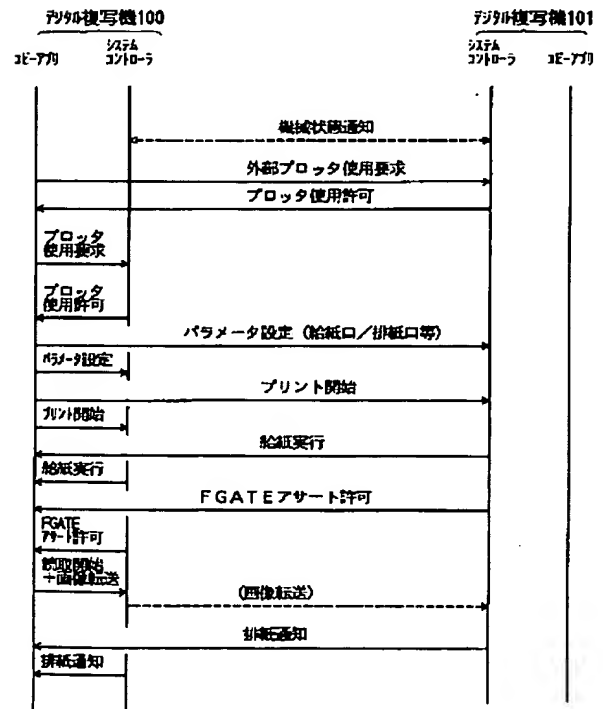 デジタル複写機100
デジタル複写機101
コピーアプリ
システム
コントローラ
システム
コントローラ
コピーアプリ
機械状態通知
外部プロッタ使用要求
プロッタ使用許可
プロッタ
使用要求
プロッタ
使用許可
パラメータ設定（給紙口／排紙口等）
パラメータ設定
プリント開始
プリント開始
給紙実行
給紙実行
FGATEアサート許可
FGATE
アサート許可
読取開始
＋画像転送
（画像転送）
排紙通知
排紙通知